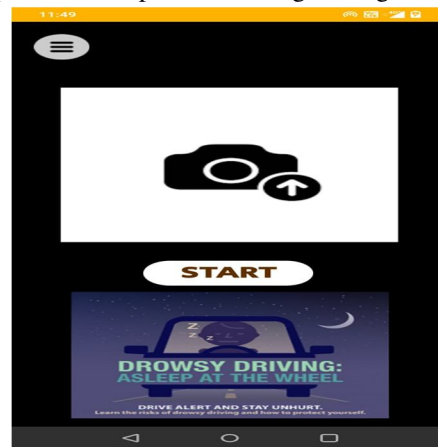 11:49
START
Z
Z
Z
DROWSY DRIVING:
ASLEEP AT THE WHEEL
DRIVE ALERT AND STAY UNHURT.
Learn the risks of drowsy driving and how to protect yourself.